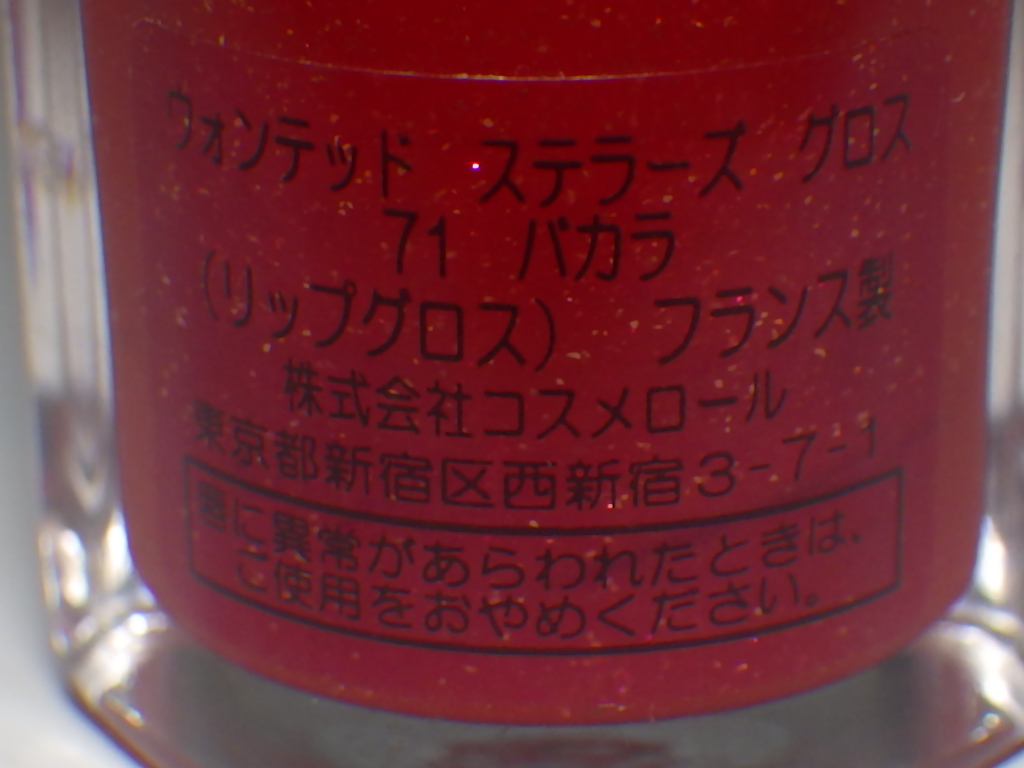 ウォンテッド ステラーズ グロス
71 バカラ
(リップグロス) フランス製
株式会社コスメロール
東京都新宿区西新宿3-7-1
唇に異常があらわれたときは、
ご使用をおやめください。